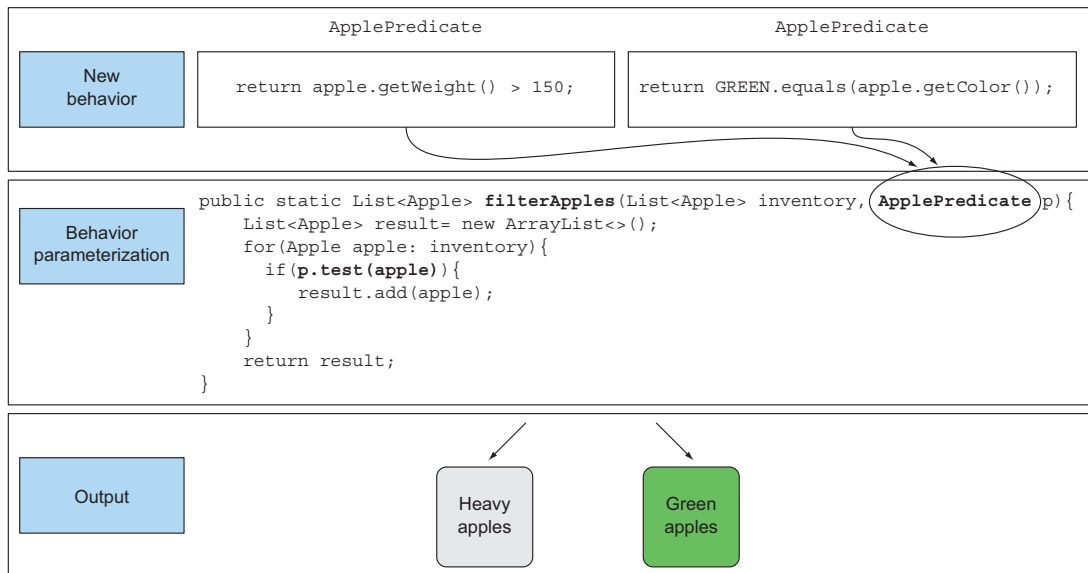 ApplePredicate
ApplePredicate
New
behavior
return apple.getWeight() > 150;
return GREEN.equals(apple.getColor());
Behavior
parameterization
public static List<Apple> filterApples(List<Apple> inventory, ApplePredicate p){
List<Apple> result= new ArrayList<>();
for(Apple apple: inventory){
if(p.test(apple)){
result.add(apple);
}
}
return result;
}
Output
Heavy
apples
Green
apples